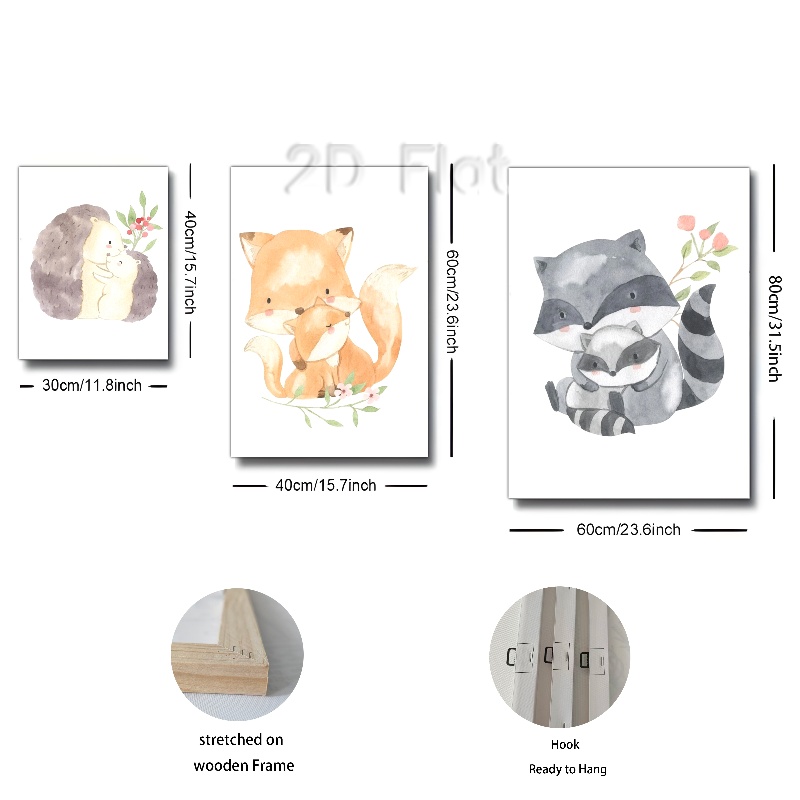 2D Flat
40cm/15.7inch
60cm/23.6inch
80cm/31.5inch
30cm/11.8inch
40cm/15.7inch
60cm/23.6inch
stretched on
wooden Frame
Hook
Ready to Hang